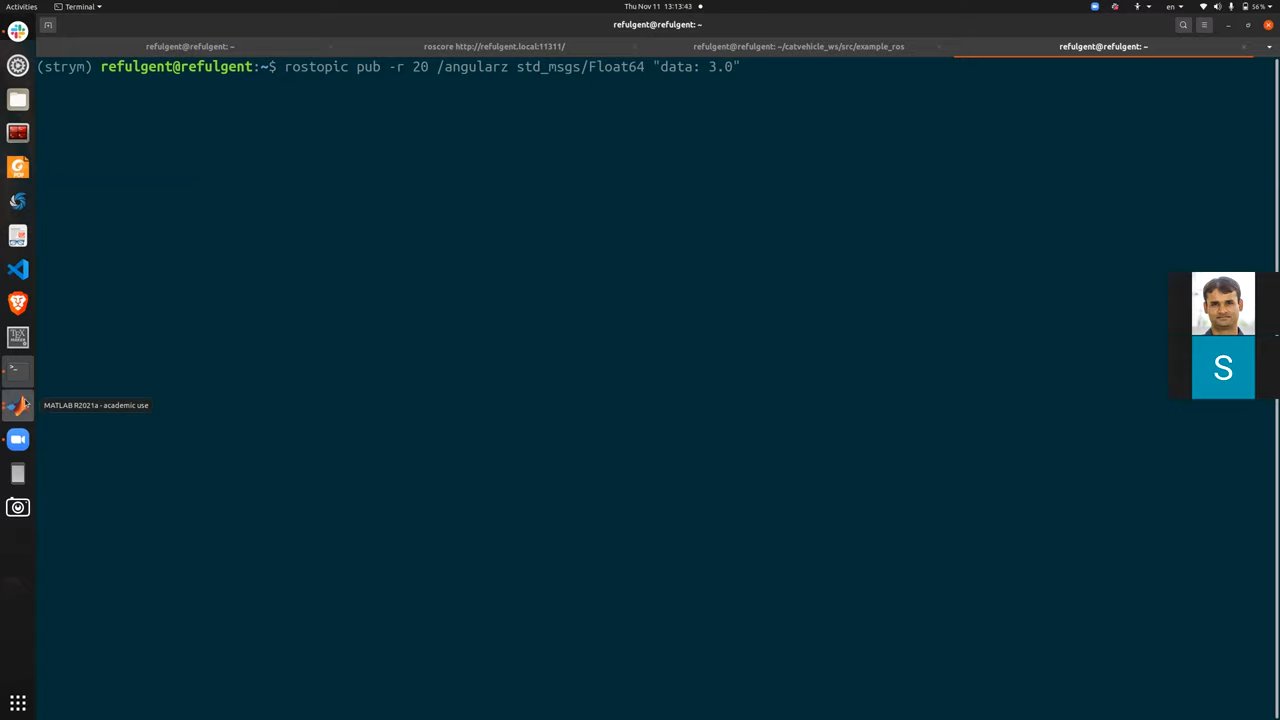 Activities
Terminal
Thu Nov 11 13:13:43
en
56 %
refulgent@refulgent: ~
refulgent@refulgent: ~
roscore http://refulgent.local:11311/
refulgent@refulgent: ~/catvehicle_ws/src/example_ros
refulgent@refulgent: ~
(strym) refulgent@refulgent:~$ rostopic pub -r 20 /angularz std_msgs/Float64 "data: 3.0"
S
MATLAB R2021a - academic use